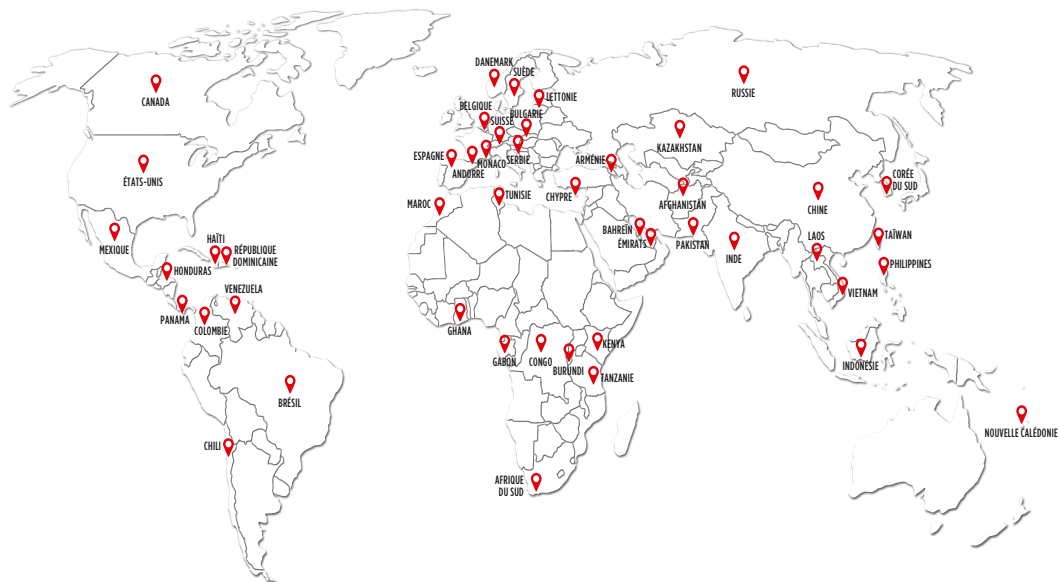 DANEMARK
SUÈDE
RUSSIE
CANADA
LETTONIE
BELGIQUE
BULGARIE
SUISSE
KAZAKHSTAN
ESPAGNE
MONACO
SERBIE
ARMÉNIE
ANDORRE
CORÉE
DU SUD
ÉTATS-UNIS
TUNISIE
CHYPRE
AFGHANISTAN
CHINE
MAROC
BAHREÏN
ÉMIRATS
PAKISTAN
INDE
LAOS
TAÏWAN
HAÏTI
MEXIQUE
RÉPUBLIQUE
DOMINICAINE
PHILIPPINES
HONDURAS
VENEZUELA
VIETNAM
PANAMA
COLOMBIE
GHANA
KENYA
GABON
CONGO
BURUNDI
INDONÉSIE
TANZANIE
BRÉSIL
NOUVELLE CALÉDONIE
CHILI
AFRIQUE
DU SUD